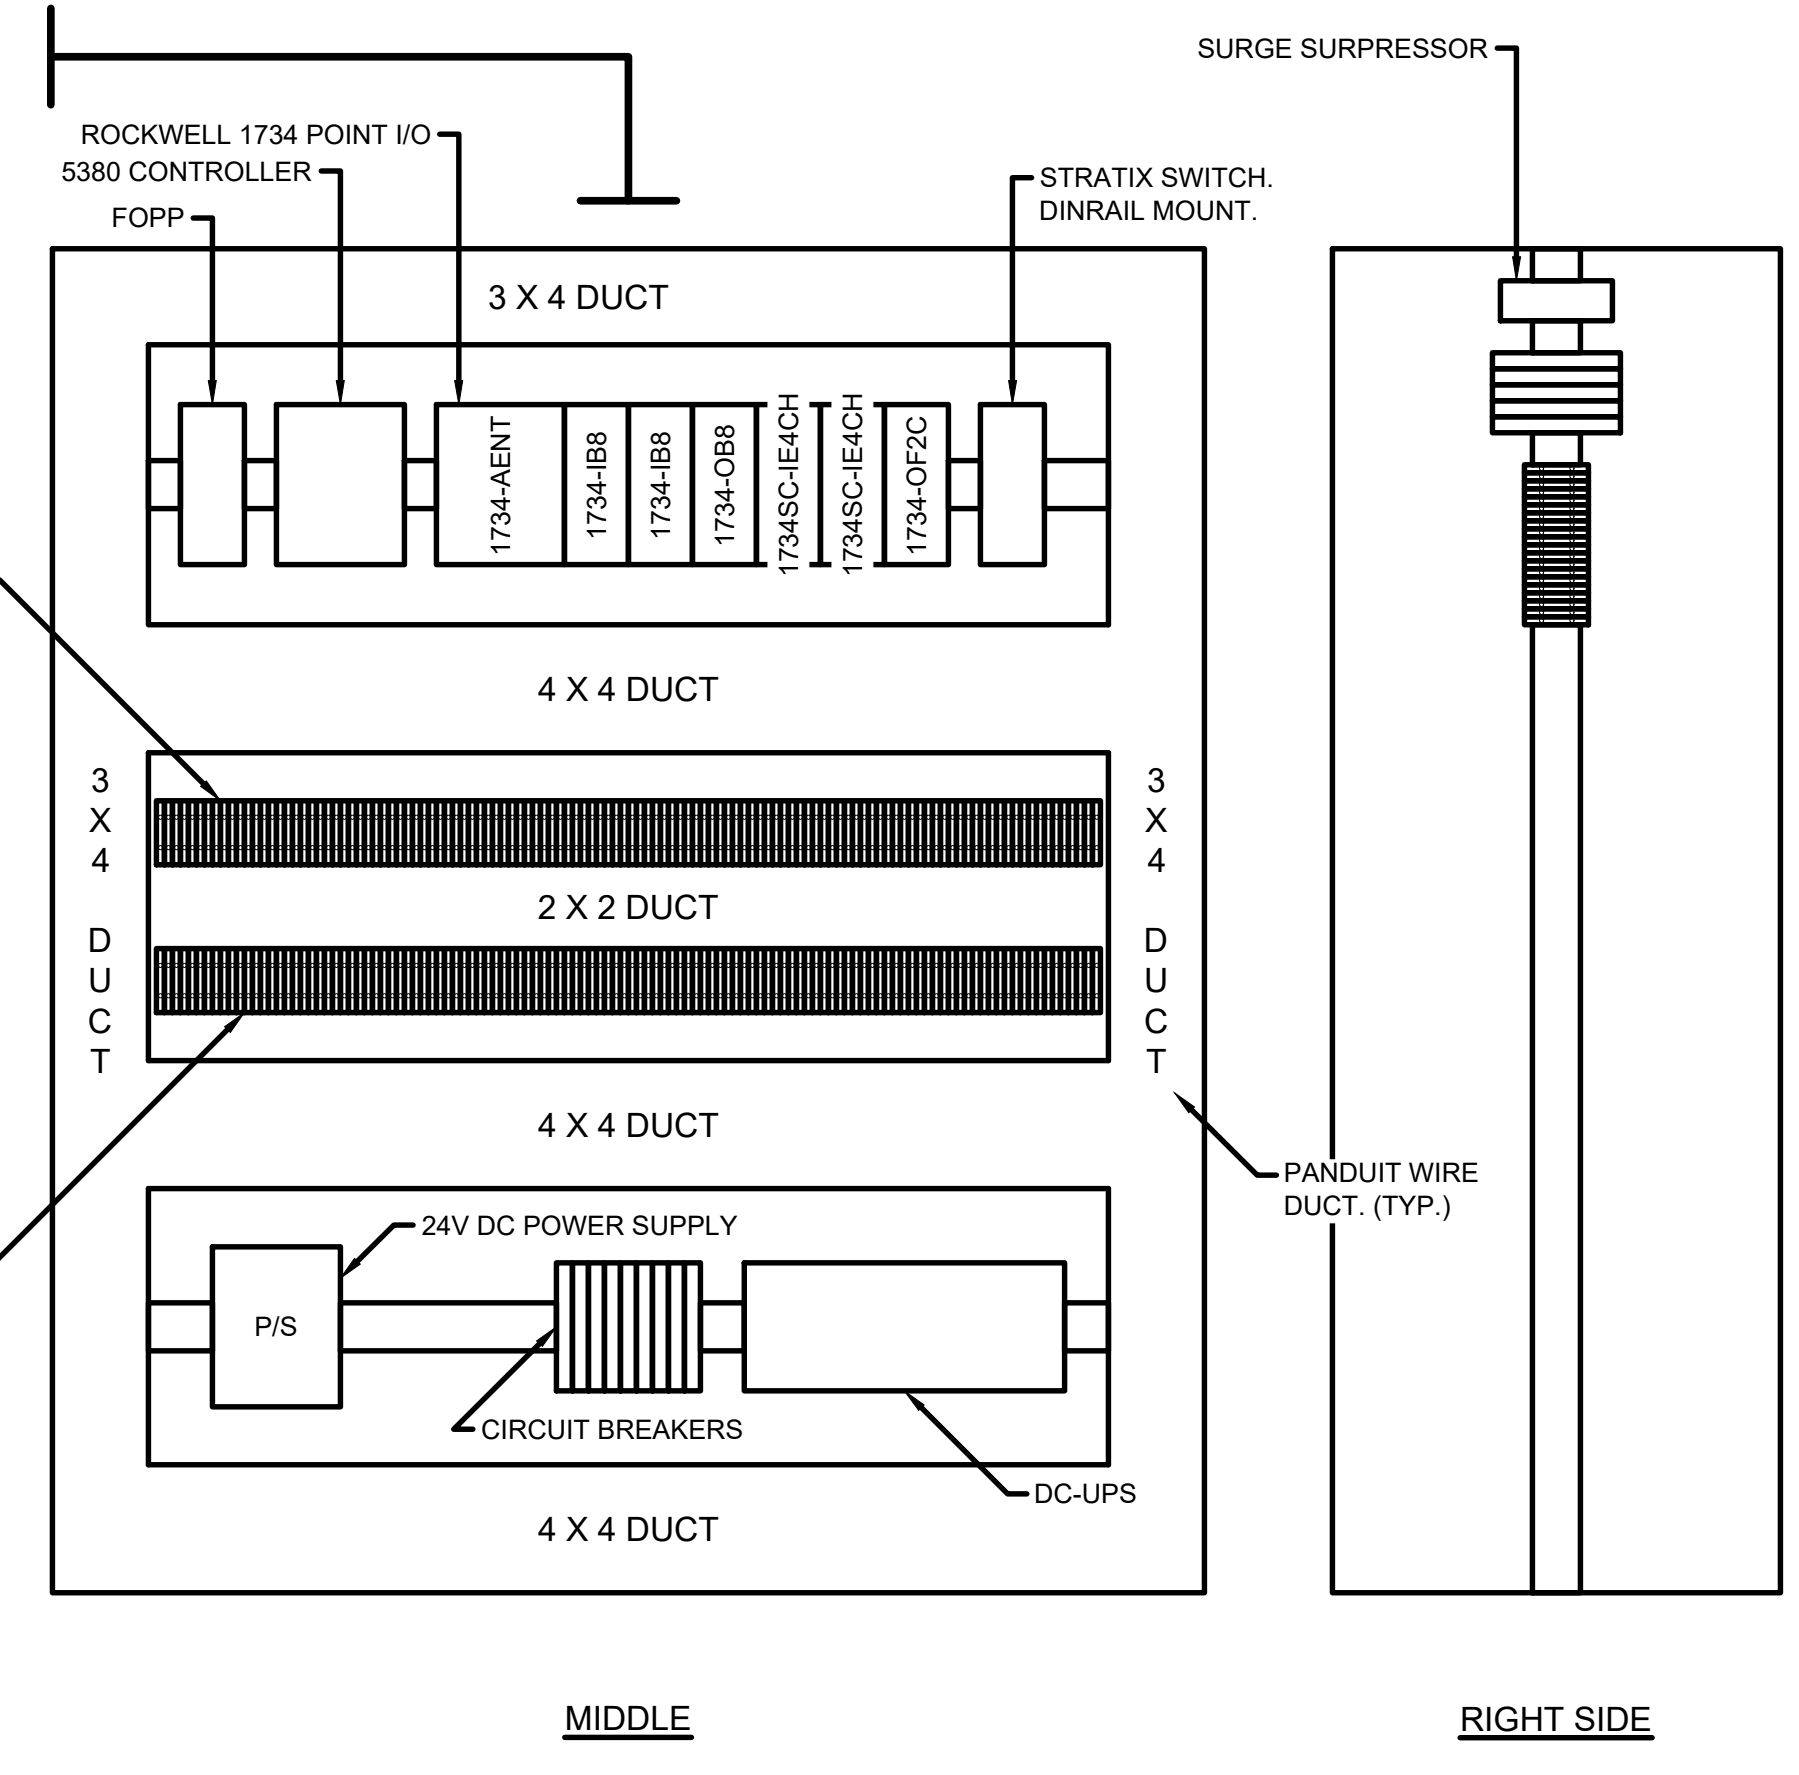 SURGE SURPRESSOR
ROCKWELL 1734 POINT I/O
5380 CONTROLLER
FOPP
STRATIX SWITCH.
DINRAIL MOUNT.
3 X 4 DUCT
1734-AENT
1734-IB8
1734-IB8
1734-OB8
1734SC-IE4CH
1734SC-IE4CH
1734-OF2C
4 X 4 DUCT
3
X
4
D
U
C
T
2 X 2 DUCT
3
X
4
D
U
C
T
4 X 4 DUCT
PANDUIT WIRE
DUCT. (TYP.)
24V DC POWER SUPPLY
P/S
CIRCUIT BREAKERS
DC-UPS
4 X 4 DUCT
MIDDLE
RIGHT SIDE